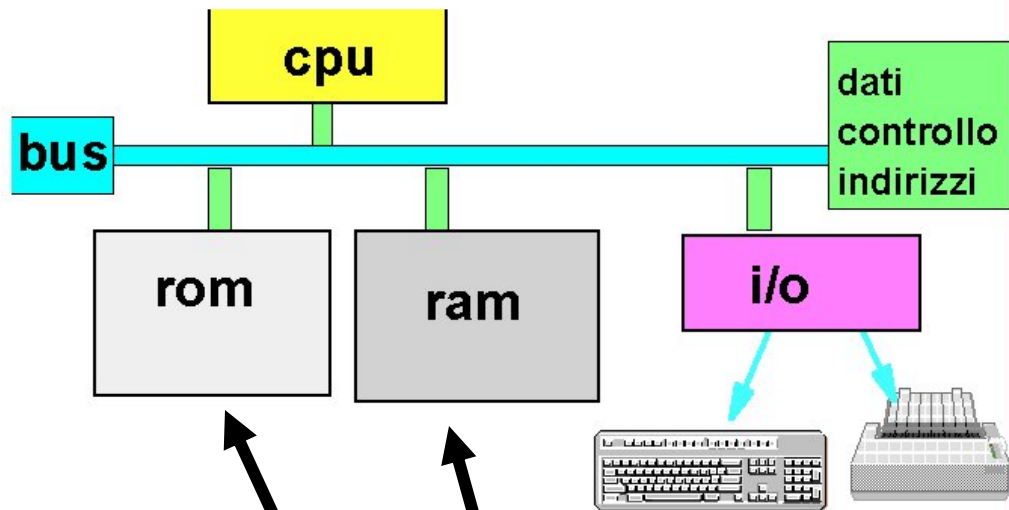 cpu
bus
dati
controllo
indirizzi
rom
ram
i/o